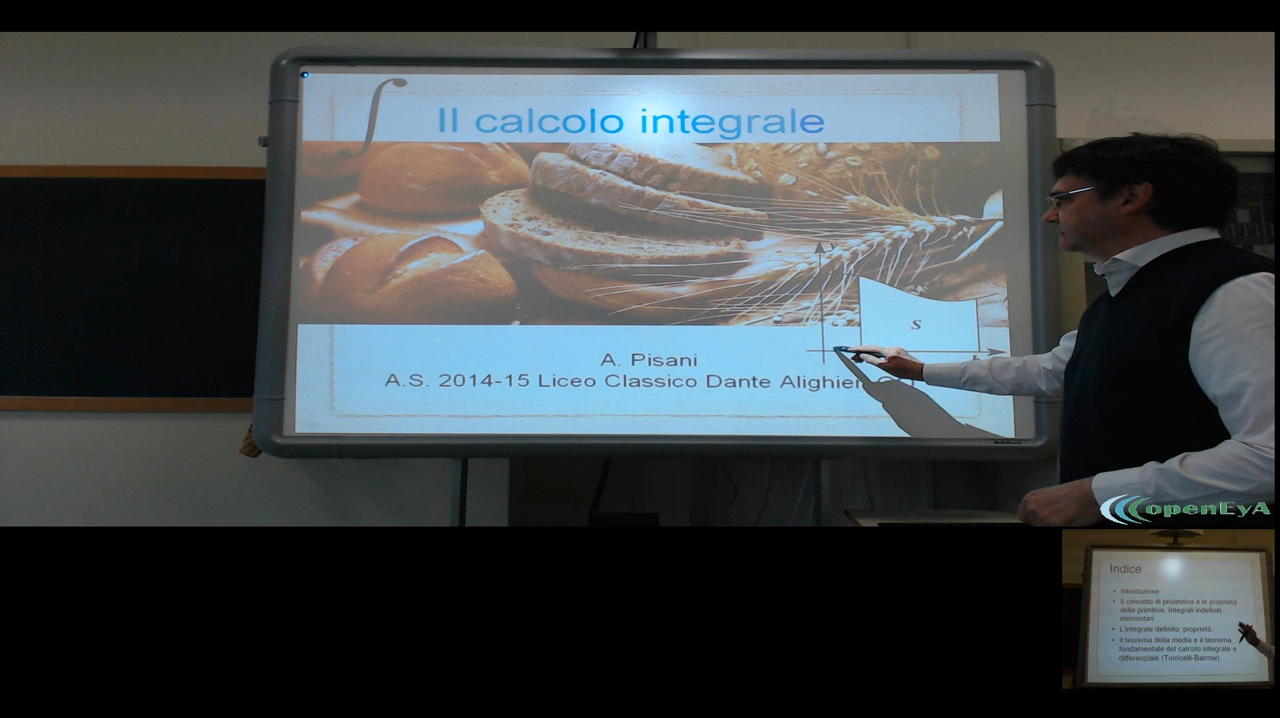 Il calcolo integrale
y
S
A. Pisani
A.S. 2014-15 Liceo Classico Dante Alighieri GO
openEyA
Indice
• Introduzione
• Il concetto di privimitiva e le proprietà
delle primitive. Integrali indefiniti
elementari
• L'integrale definito: proprietà.
• Il teorema della media e il teorema
fondamentale del calcolo integrale e
differenziale (Torricelli-Barrow)